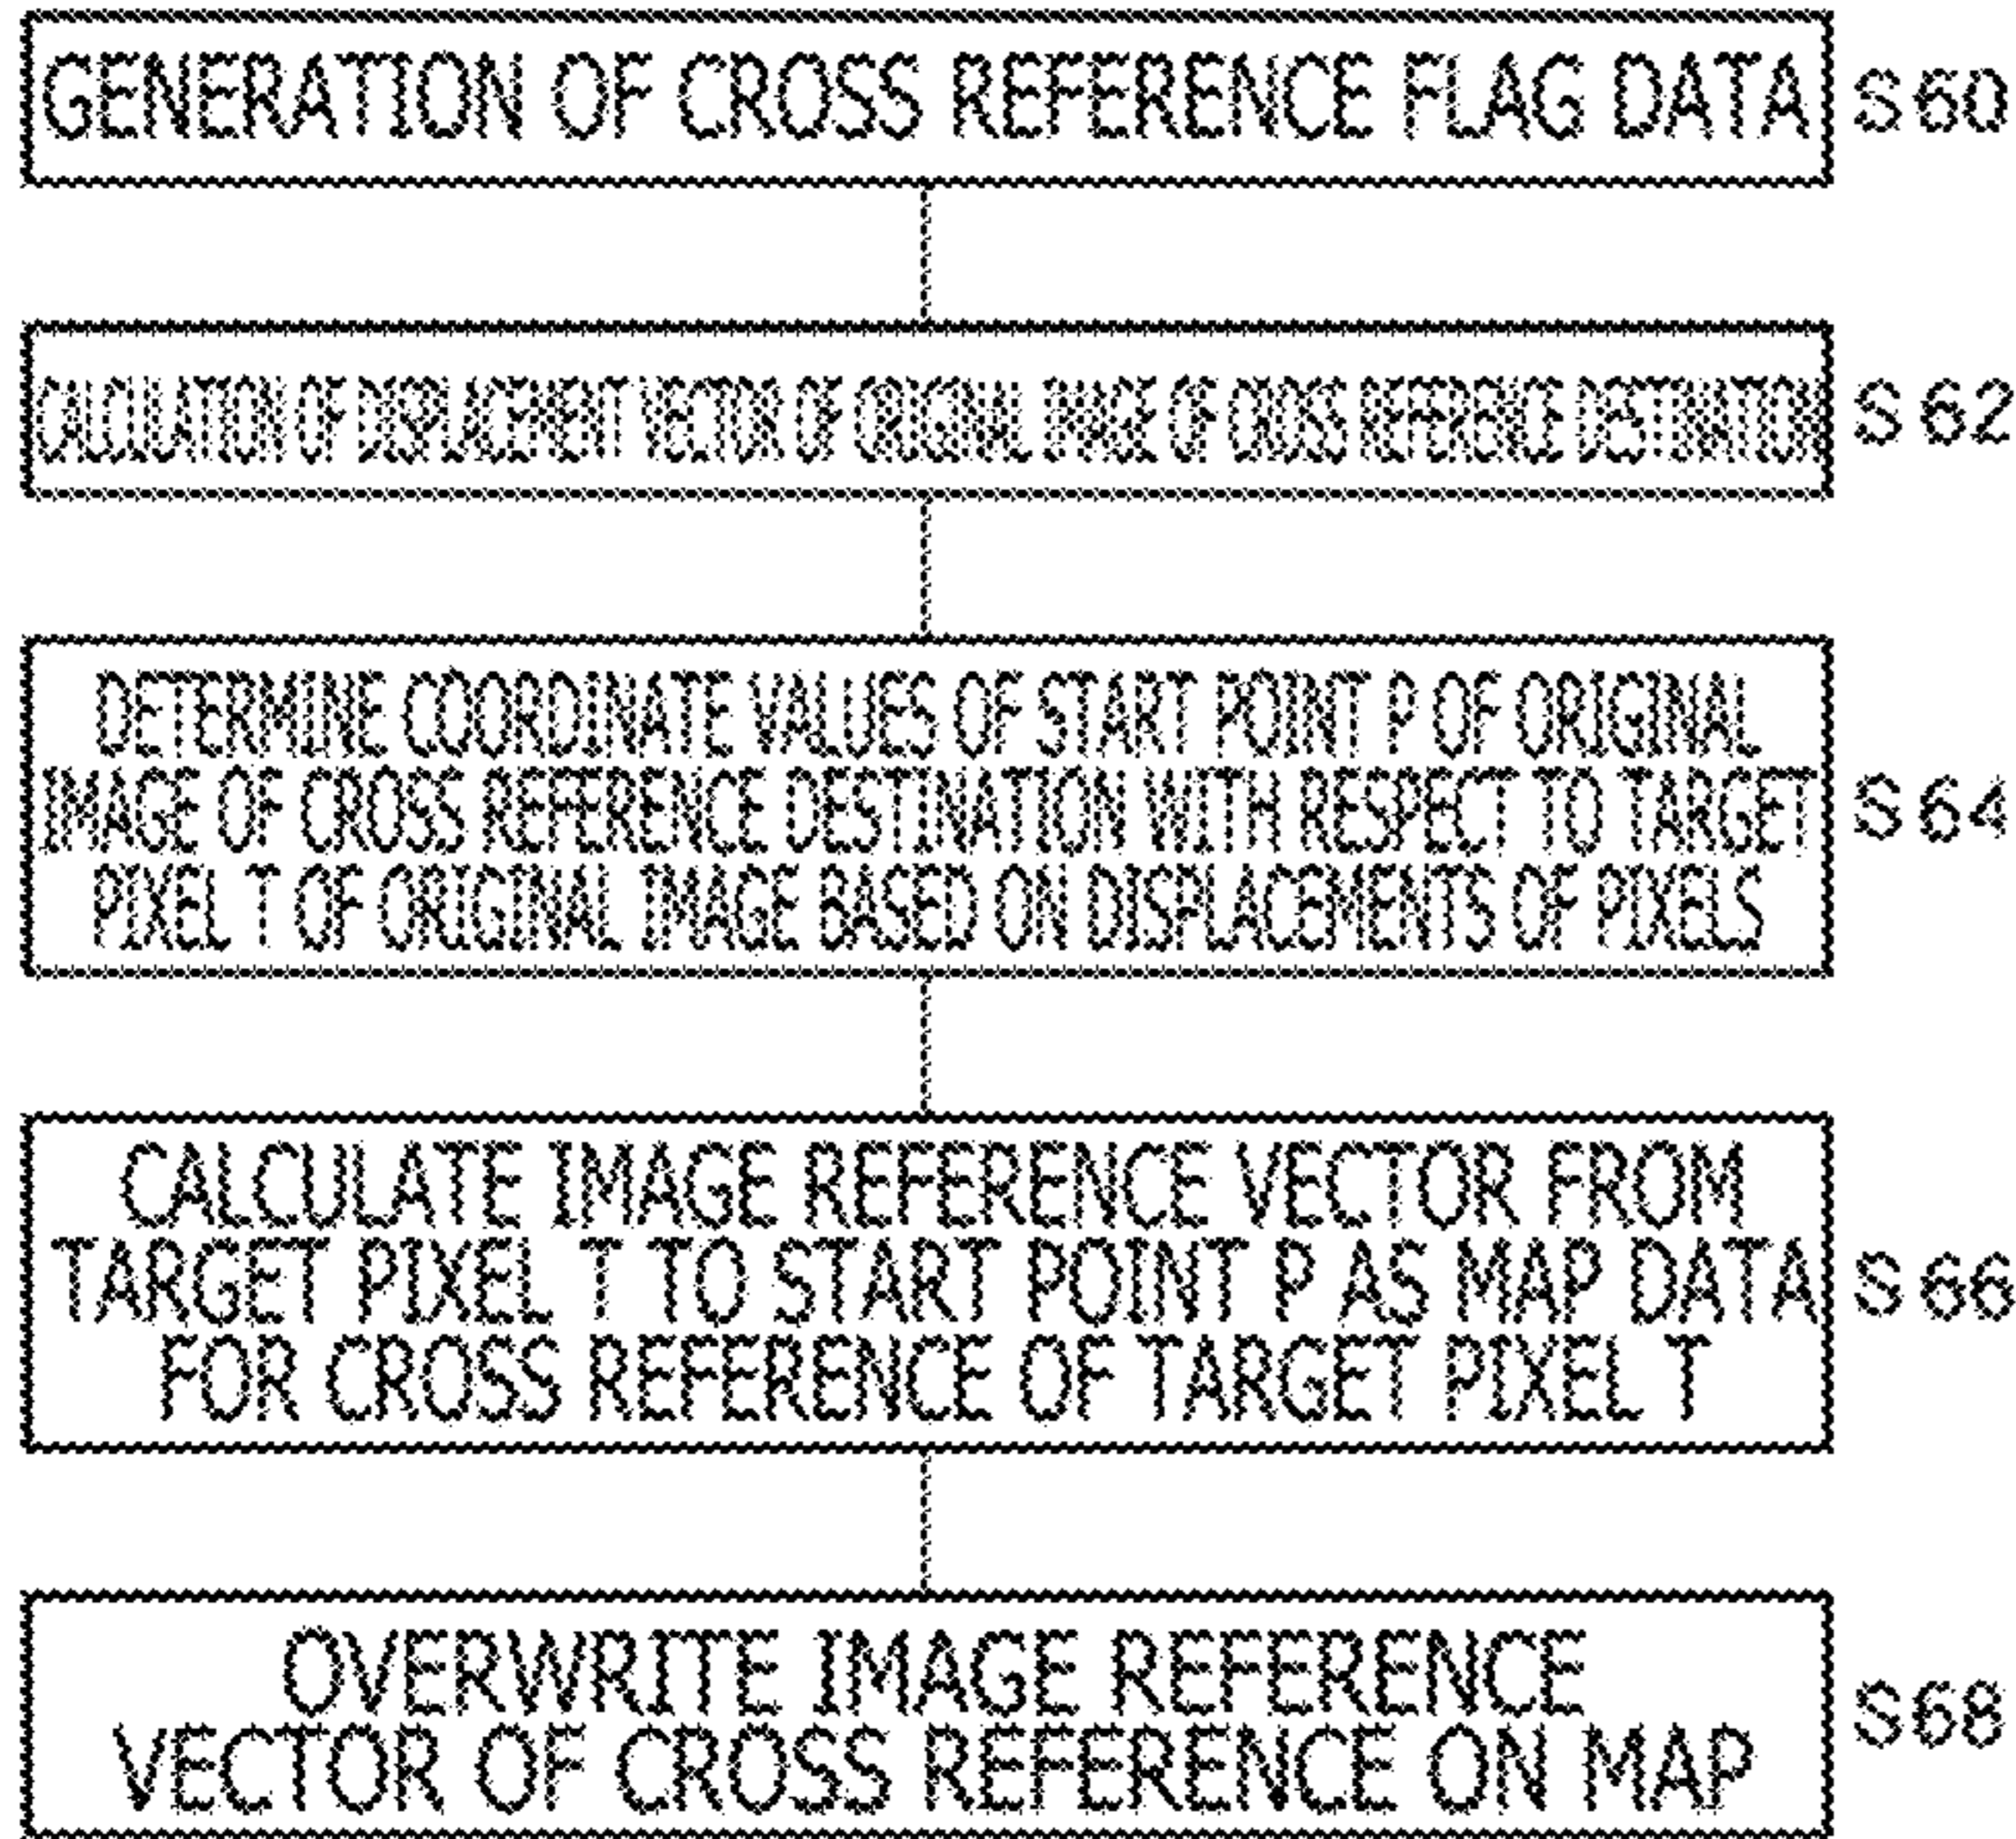 GENERATION OF CROSS REFERENCE FLAG DATA S60
CALCULATION OF DISPLACEMENT VECTOR OF ORIGINAL IMAGE OF CROSS REFERENCE DESTINATION S62
DETERMINE COORDINATE VALUES OF START POINT P OF ORIGINAL
IMAGE OF CROSS REFERENCE DESTINATION WITH RESPECT TO TARGET S64
PIXEL T OF ORIGINAL IMAGE BASED ON DISPLACEMENTS OF PIXELS
CALCULATE IMAGE REFERENCE VECTOR FROM
TARGET PIXEL T TO START POINT P AS MAP DATA S66
FOR CROSS REFERENCE OF TARGET PIXEL T
OVERWRITE IMAGE REFERENCE
VECTOR OF CROSS REFERENCE ON MAP S68